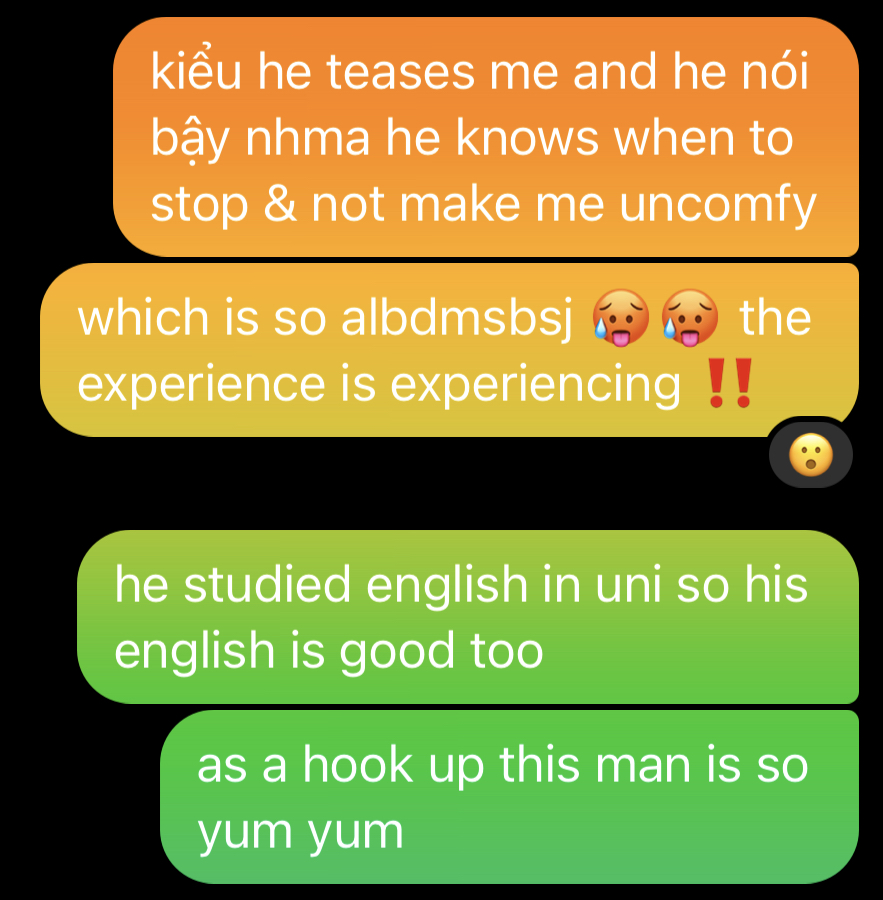 kiểu he teases me and he nói
bậy nhma he knows when to
stop & not make me uncomfy
which is so albdmsbsj 🥵🥵 the
experience is experiencing ‼️
he studied english in uni so his
english is good too
as a hook up this man is so
yum yum